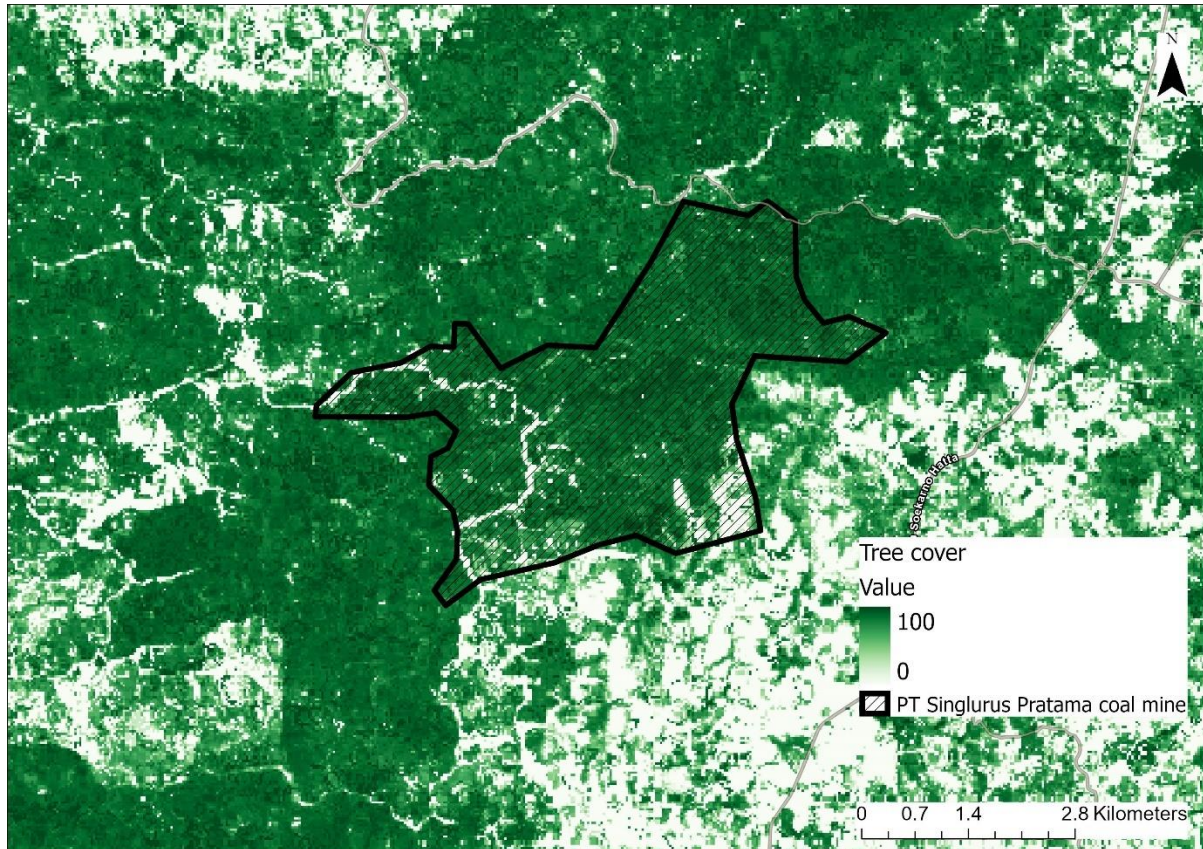 N
Soekarno Hatta
Tree cover
Value
100
0
PT Singlurus Pratama coal mine
0 0.7 1.4 2.8 Kilometers